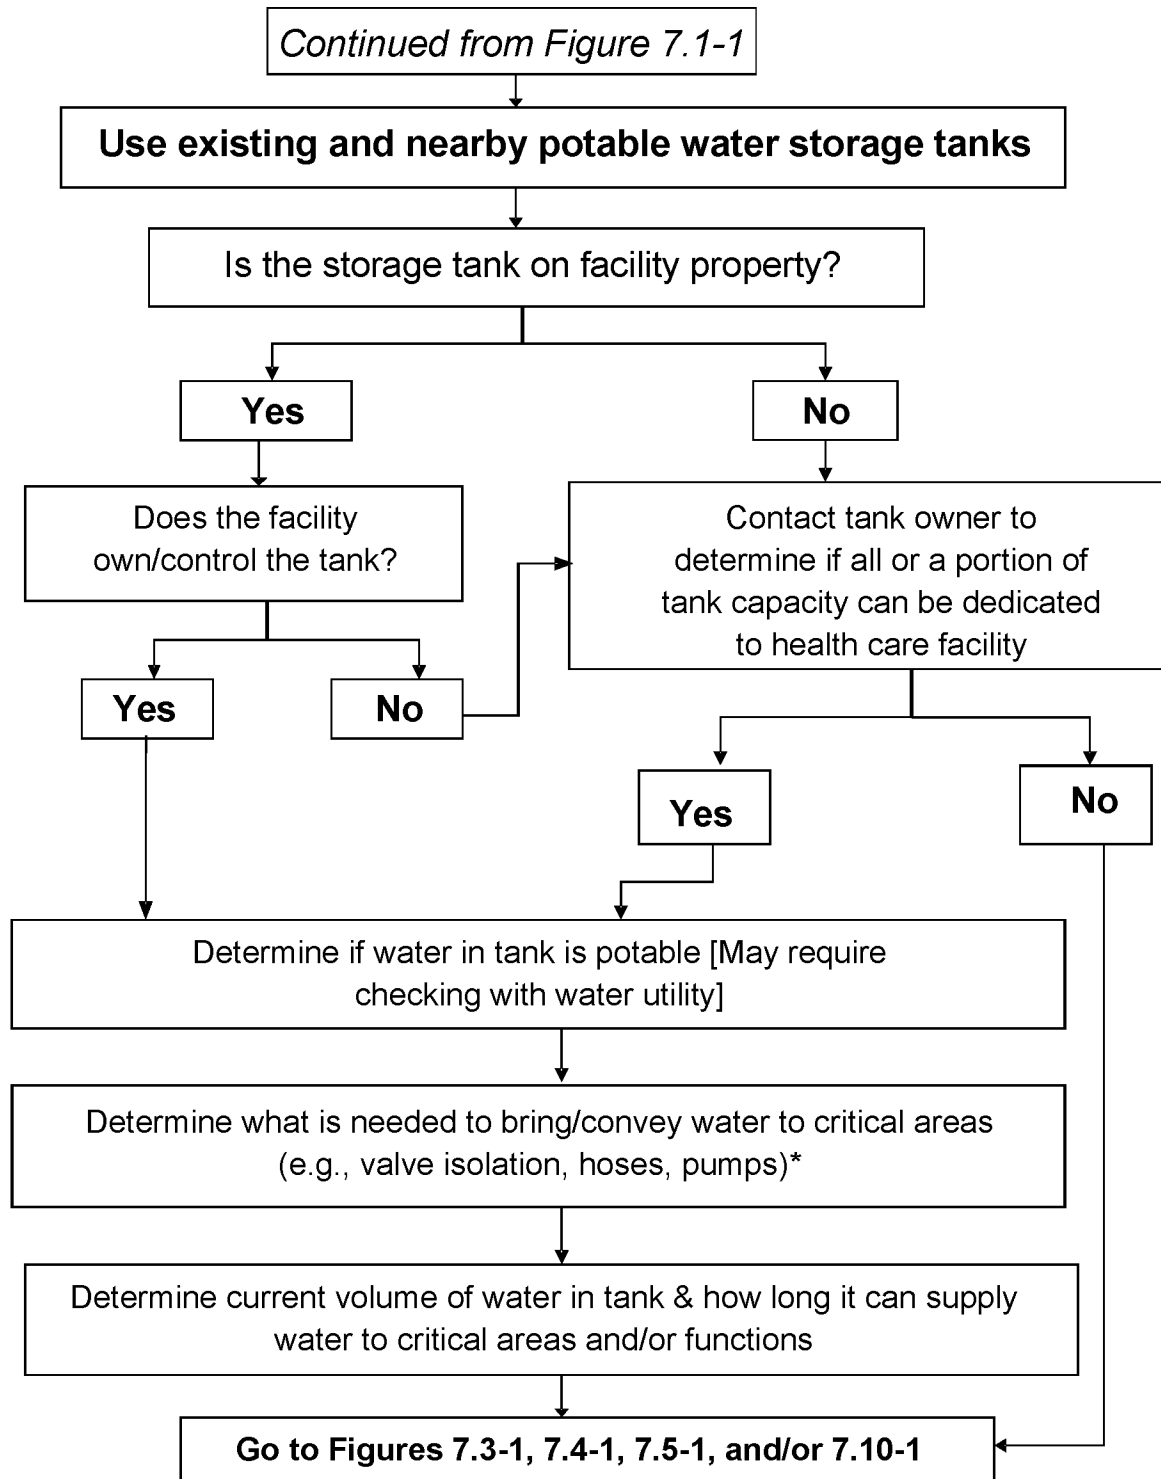 Continued from Figure 7.1-1
Use existing and nearby potable water storage tanks
Is the storage tank on facility property?
Yes
No
Does the facility
own/control the tank?
Contact tank owner to
determine if all or a portion of
tank capacity can be dedicated
to health care facility
Yes
No
Yes
No
Determine if water in tank is potable [May require
checking with water utility]
Determine what is needed to bring/convey water to critical areas
(e.g., valve isolation, hoses, pumps)*
Determine current volume of water in tank & how long it can supply
water to critical areas and/or functions
Go to Figures 7.3-1, 7.4-1, 7.5-1, and/or 7.10-1